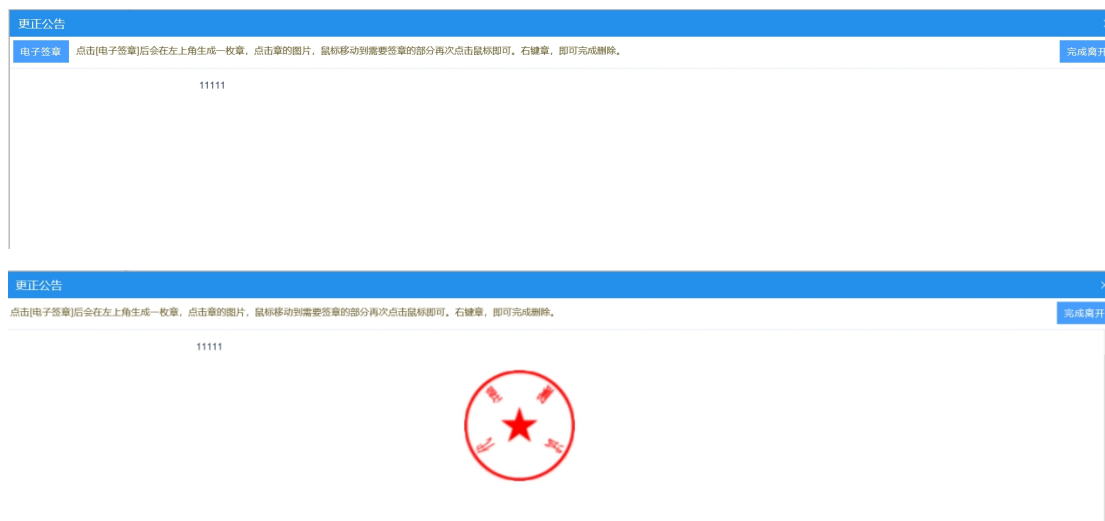 更正公告
电子签章 点击[电子签章]后会在左上角生成一枚章，点击章的图片，鼠标移动到需要签章的部分再次点击鼠标即可。右键章，即可完成删除。 完成离开
11111
更正公告
点击[电子签章]后会在左上角生成一枚章，点击章的图片，鼠标移动到需要签章的部分再次点击鼠标即可。右键章，即可完成删除。 完成离开
11111
代理测试